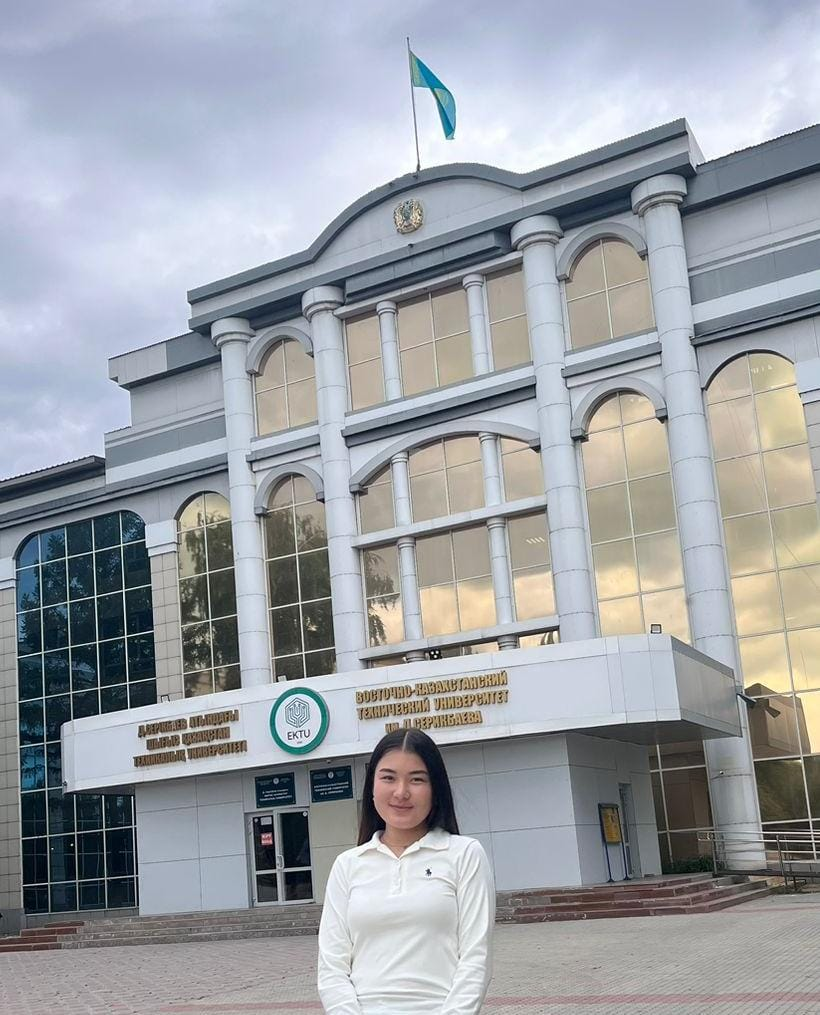 Д.СЕРІКБАЕВ АТЫНДАҒЫ
ШЫҒЫС ҚАЗАҚСТАН
ТЕХНИКАЛЫҚ УНИВЕРСИТЕТІ
EKTU
ВОСТОЧНО-КАЗАХСТАНСКИЙ
ТЕХНИЧЕСКИЙ УНИВЕРСИТЕТ
ИМ. Д.СЕРИКБАЕВА